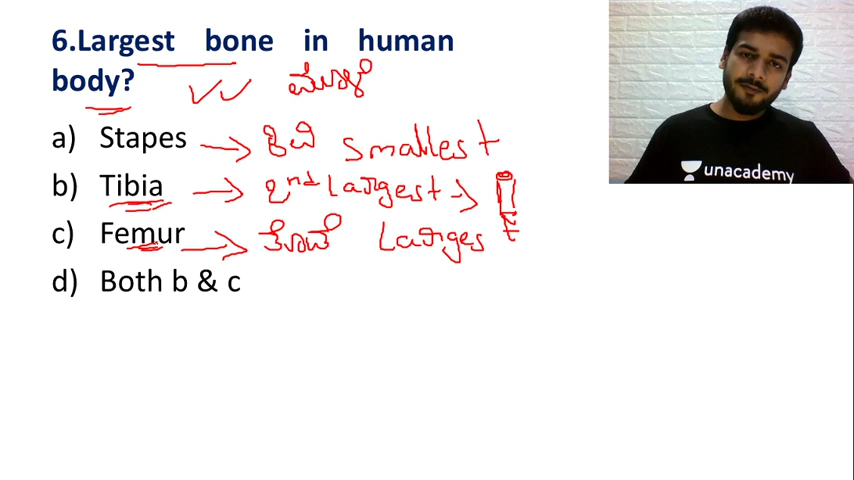 6.Largest bone in human
body? ಮೂಳೆ
a) Stapes → ಕಿವಿ smallest
b) Tibia → 2nd largest →
c) Femur → ತೊಡೆ Largest
d) Both b & c
unacademy